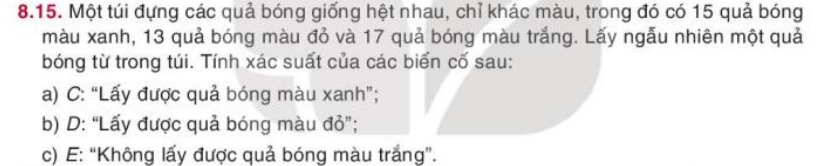 8.15. Một túi đựng các quả bóng giống hệt nhau, chỉ khác màu, trong đó có 15 quả bóng
màu xanh, 13 quả bóng màu đỏ và 17 quả bóng màu trắng. Lấy ngẫu nhiên một quả
bóng từ trong túi. Tính xác suất của các biến cố sau:
a) C: “Lấy được quả bóng màu xanh”;
b) D: “Lấy được quả bóng màu đỏ”;
c) E: “Không lấy được quả bóng màu trắng”.